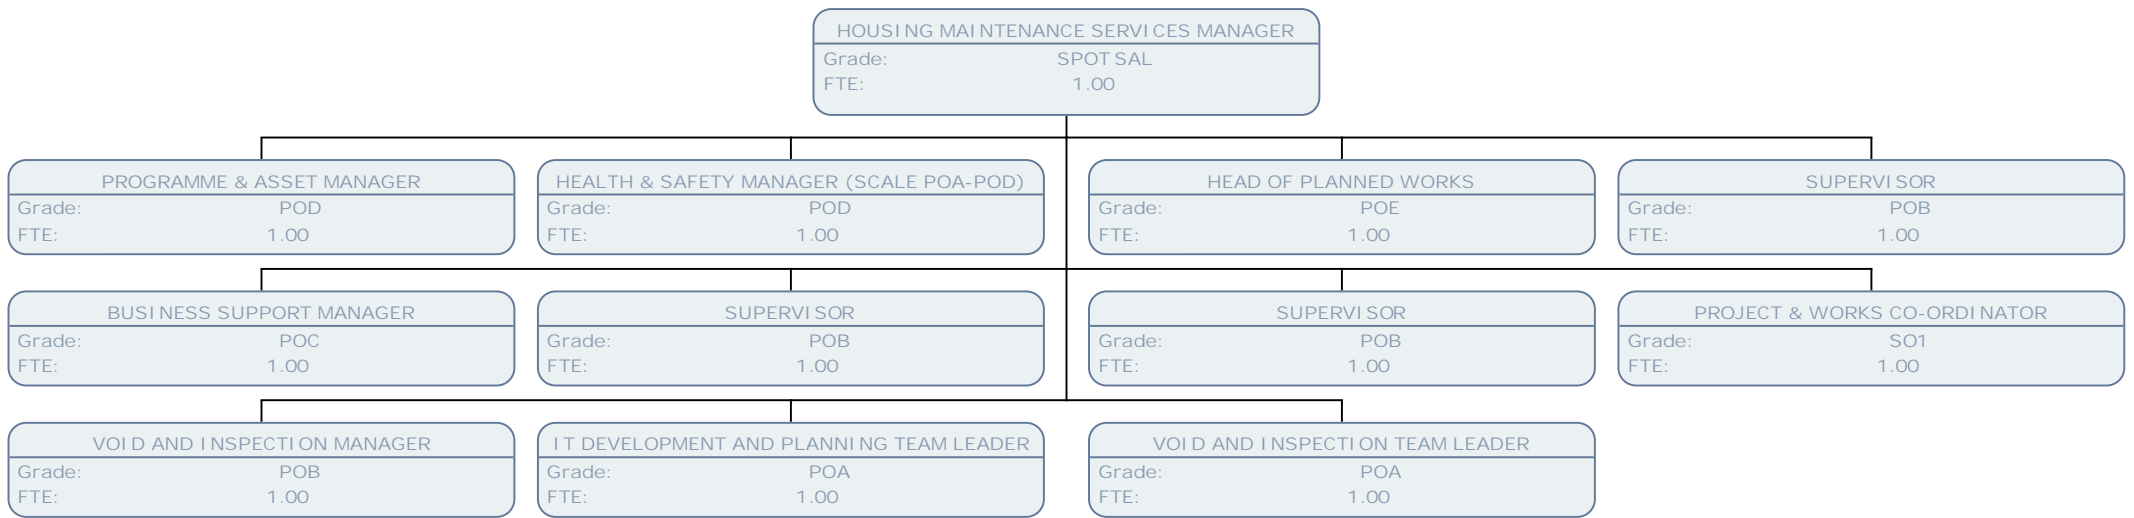 HOUSING MAINTENANCE SERVICES MANAGER
Grade: SPOT SAL
FTE: 1.00
PROGRAMME & ASSET MANAGER
Grade: POD
FTE: 1.00
HEALTH & SAFETY MANAGER (SCALE POA-POD)
Grade: POD
FTE: 1.00
HEAD OF PLANNED WORKS
Grade: POE
FTE: 1.00
SUPERVISOR
Grade: POB
FTE: 1.00
BUSINESS SUPPORT MANAGER
Grade: POC
FTE: 1.00
SUPERVISOR
Grade: POB
FTE: 1.00
SUPERVISOR
Grade: POB
FTE: 1.00
PROJECT & WORKS CO-ORDINATOR
Grade: SO1
FTE: 1.00
VOID AND INSPECTION MANAGER
Grade: POB
FTE: 1.00
IT DEVELOPMENT AND PLANNING TEAM LEADER
Grade: POA
FTE: 1.00
VOID AND INSPECTION TEAM LEADER
Grade: POA
FTE: 1.00